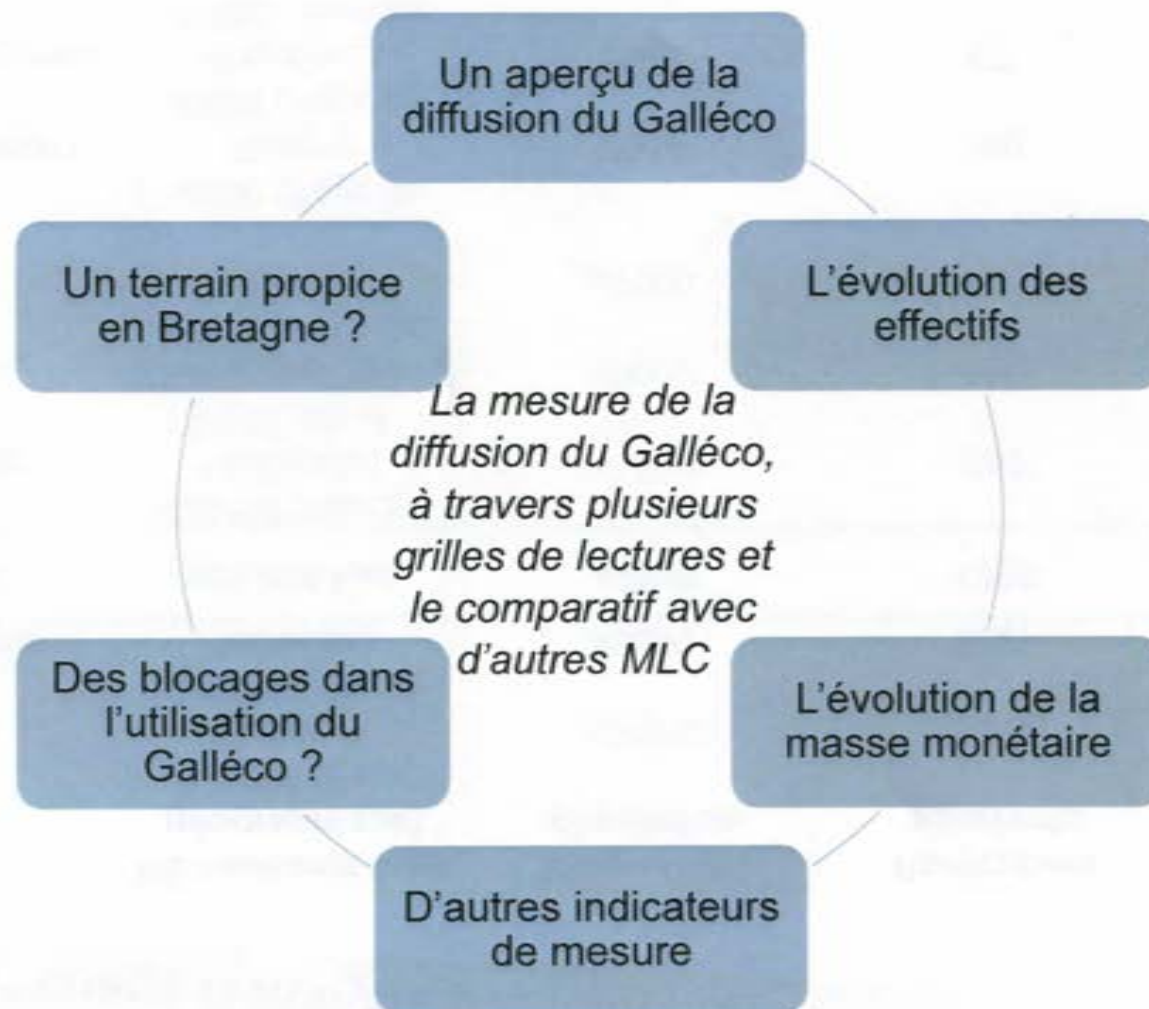 Un aperçu de la
diffusion du Galléco
Un terrain propice
en Bretagne ?
L'évolution des
effectifs
La mesure de la
diffusion du Galléco,
à travers plusieurs
grilles de lectures et
le comparatif avec
d'autres MLC
Des blocages dans
l'utilisation du
Galléco ?
L'évolution de la
masse monétaire
D'autres indicateurs
de mesure